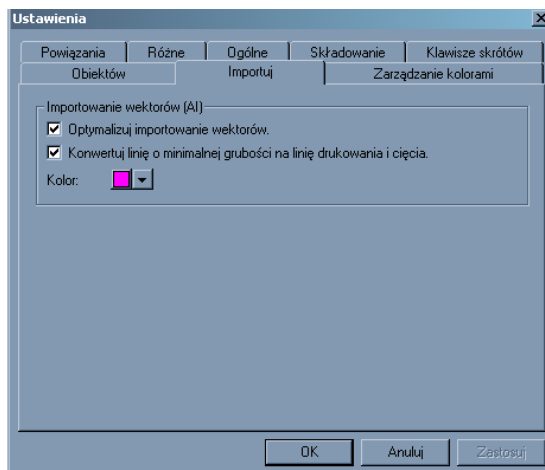 Ustawienia
Powiązania Różne Ogólne Składowanie Klawisze skrótów
Obiektów Importuj Zarządzanie kolorami
Importowanie wektorów (AI)
Optymalizuj importowanie wektorów.
Konwertuj linię o minimalnej grubości na linię drukowania i cięcia.
Kolor:
OK Anuluj Zastosuj